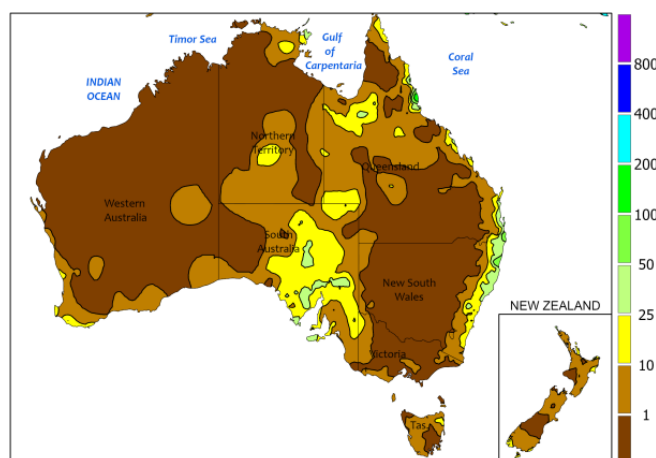 Timor Sea
Gulf
of
Carpentaria
Coral
Sea
INDIAN
OCEAN
Northern
Territory
Queensland
Western
Australia
South
Australia
New South
Wales
Victoria
Tas
NEW ZEALAND
800
400
200
100
50
25
10
1